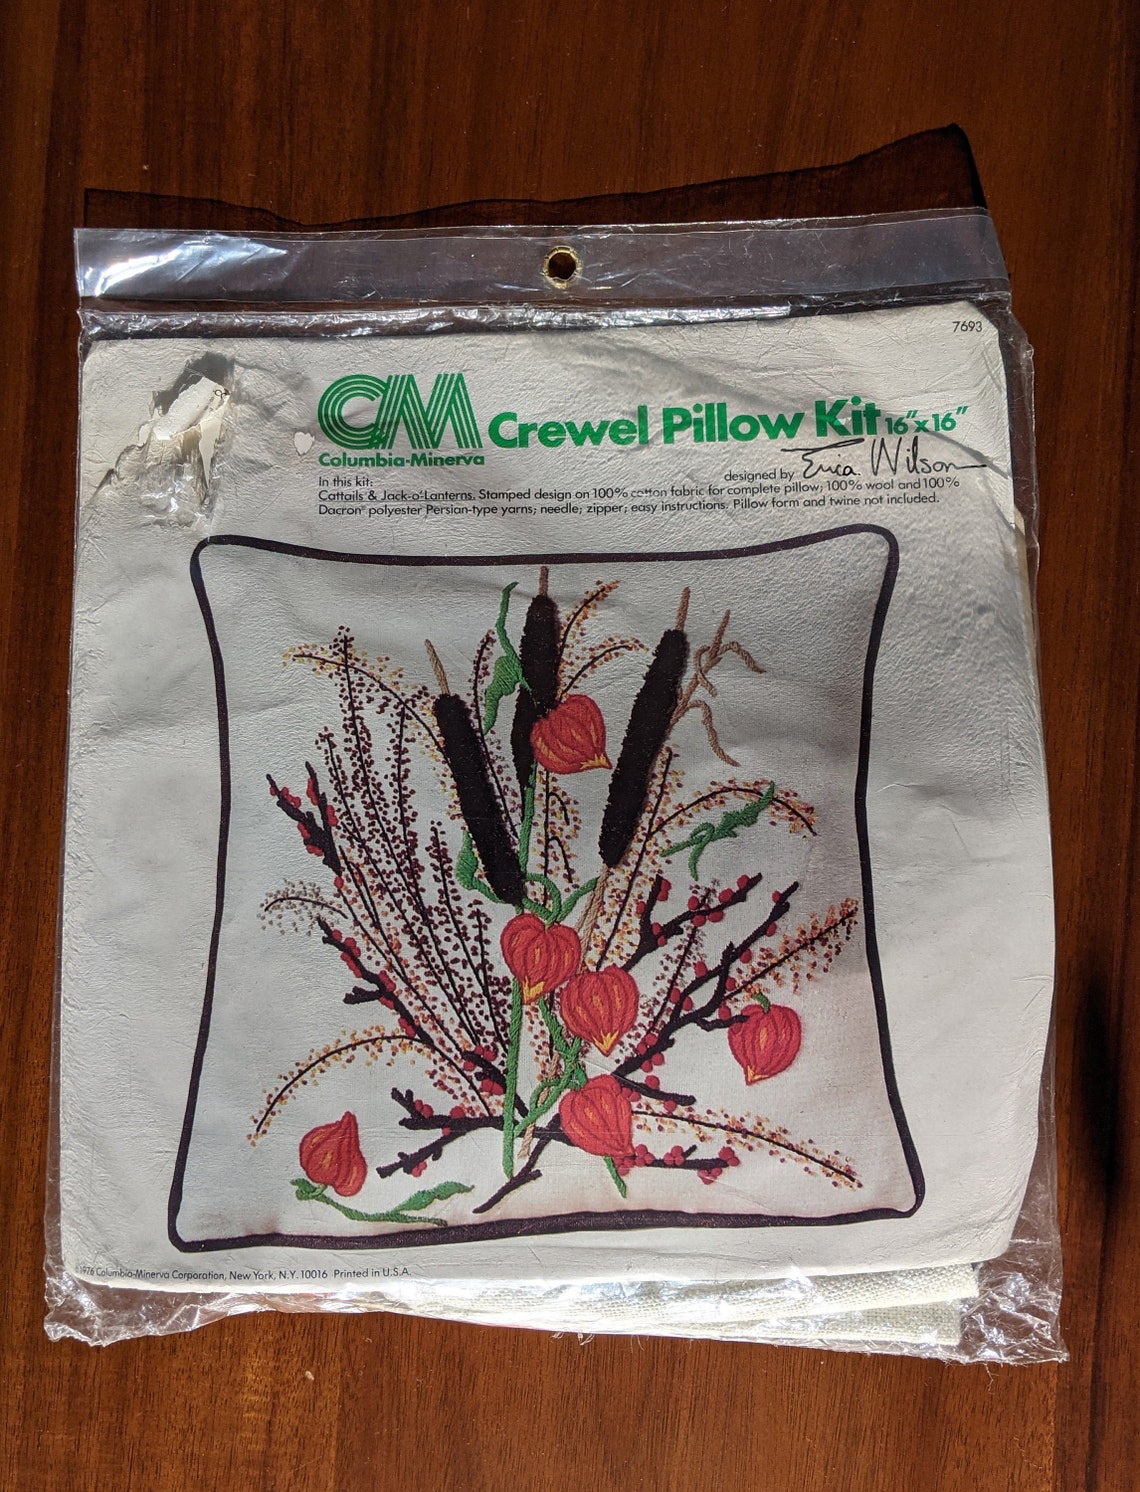 7693
CM Crewel Pillow Kit 16"x16"
Columbia-Minerva
designed by Erica Wilson
In this kit:
Cattails & Jack-o'-Lanterns. Stamped design on 100% cotton fabric for complete pillow; 100% wool and 100%
Dacron® polyester Persian-type yarns; needle; zipper; easy instructions. Pillow form and twine not included.
1976 Columbia-Minerva Corporation, New York, N.Y. 10016 Printed in U.S.A.